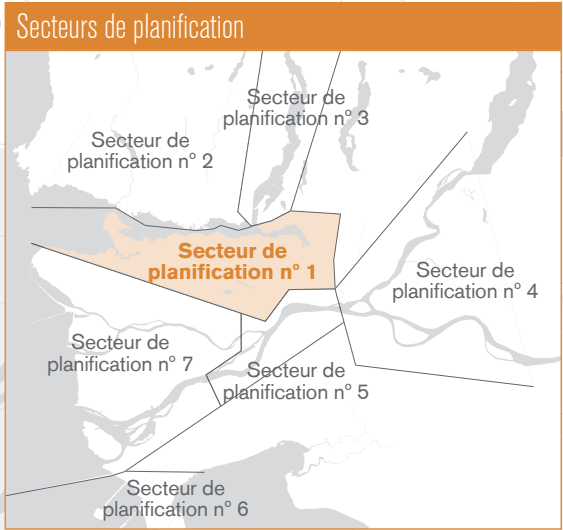 Secteurs de planification
Secteur de
planification n° 3
Secteur de
planification n° 2
Secteur de
planification n° 1
Secteur de
planification n° 4
Secteur de
planification n° 7
Secteur de
planification n° 5
Secteur de
planification n° 6